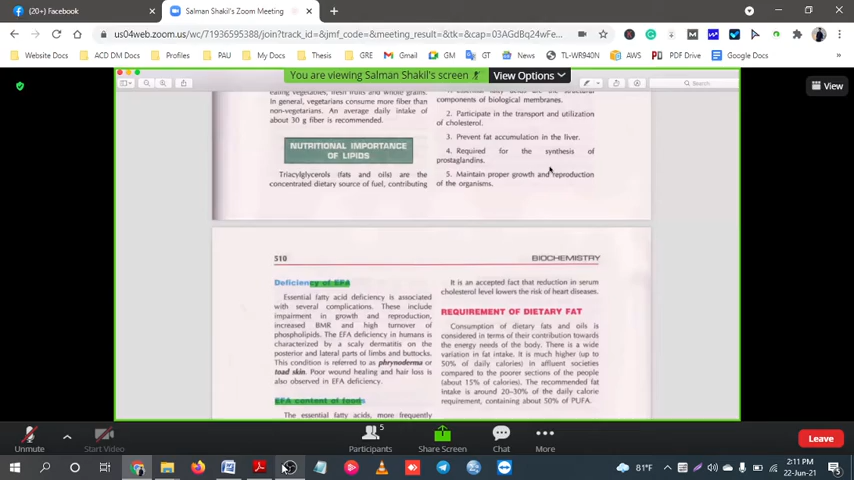 (20+) Facebook
Salman Shakil's Zoom Meeting
us04web.zoom.us/j/71936595388/join?track_id=&jmf_code=&meeting_result=&tk=&cap=03AGdBq24wFe...
Website Docs
ACD DM Docs
Profiles
PAU
My Docs
Thesis
GRE
Gmail
GM
GT
News
TL-WR940N
AWS
PDF Drive
Google Docs
You are viewing Salman Shakil's screen
View Options
View
Search
eating vegetables, fresh fruits and whole grains.
In general, vegetarians consume more fiber than
non-vegetarians. An average daily intake of
about 30 g fiber is recommended.
NUTRITIONAL IMPORTANCE
OF LIPIDS
Triacylglycerols (fats and oils) are the
concentrated dietary source of fuel, contributing
1. Essential fatty acids are the structural
components of biological membranes.
2. Participate in the transport and utilization
of cholesterol.
3. Prevent fat accumulation in the liver.
4. Required for the synthesis of
prostaglandins.
5. Maintain proper growth and reproduction
of the organisms.
510
BIOCHEMISTRY
Deficiency of EFA
Essential fatty acid deficiency is associated
with several complications. These include
impairment in growth and reproduction,
increased BMR and high turnover of
phospholipids. The EFA deficiency in humans is
characterized by a scaly dermatitis on the
posterior and lateral parts of limbs and buttocks.
This condition is referred to as phrynoderma or
toad skin. Poor wound healing and hair loss is
also observed in EFA deficiency.
EFA content of foods
The essential fatty acids, more frequently
It is an accepted fact that reduction in serum
cholesterol level lowers the risk of heart diseases.
REQUIREMENT OF DIETARY FAT
Consumption of dietary fats and oils is
considered in terms of their contribution towards
the energy needs of the body. There is a wide
variation in fat intake. It is much higher (up to
50% of daily calories) in affluent societies
compared to the poorer sections of the people
(about 15% of calories). The recommended fat
intake is around 20–30% of the daily calorie
requirement, containing about 50% of PUFA.
Unmute
Start Video
5
Participants
Share Screen
Chat
More
Leave
81°F
2:11 PM
22-Jun-21